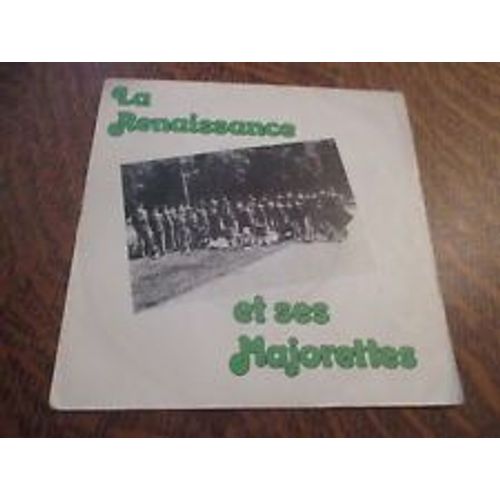 La
Renaissance
et ses
Majorettes